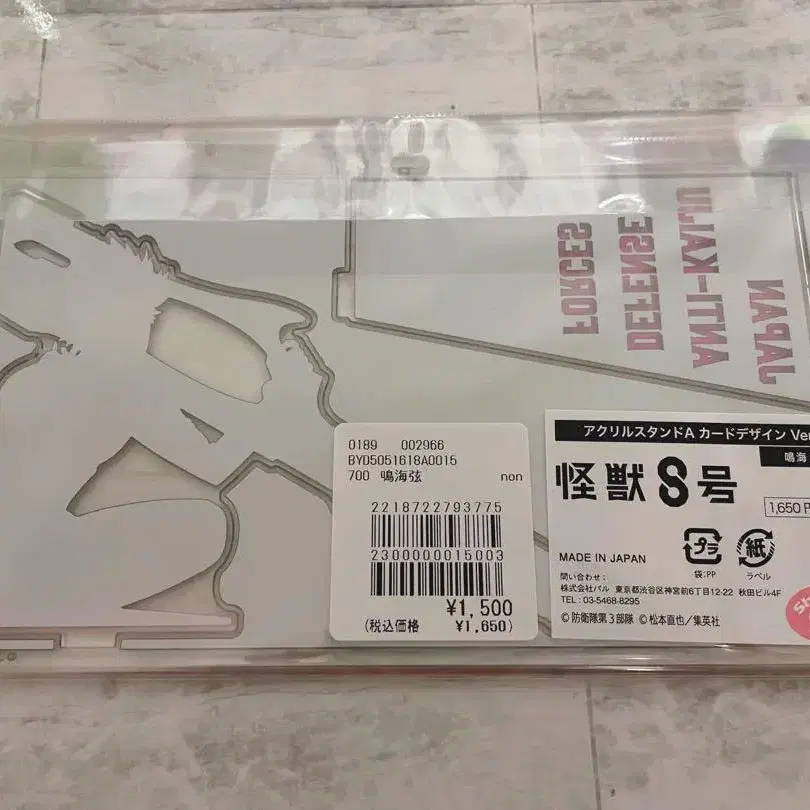 JAPAN
ANTI-KAIJU
DEFENSE
FORCES
0189 002966
BYD5051618A0015
700 鳴海弦 non
2218722793775
2300000015003
¥1,500
(税込価格 ¥1,650)
アクリルスタンドA カードデザイン Ver
鳴海
怪獣8号
1,650
MADE IN JAPAN
プラ
紙
袋:PP
ラベル
問い合わせ:
株式会社パル 東京都渋谷区神宮前6丁目12-22 秋田ビル4F
TEL:03-5468-8295
©防衛隊第3部隊 ©松本直也/集英社